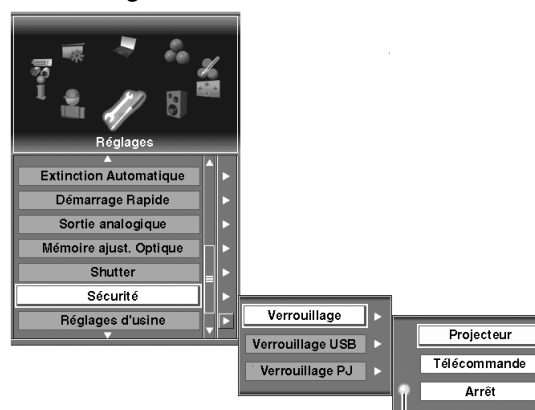 Réglages
Extinction Automatique
Démarrage Rapide
Sortie analogique
Mémoire ajust. Optique
Shutter
Sécurité
Réglages d'usine
Verrouillage
Verrouillage USB
Verrouillage PJ
Projecteur
Télécommande
Arrêt